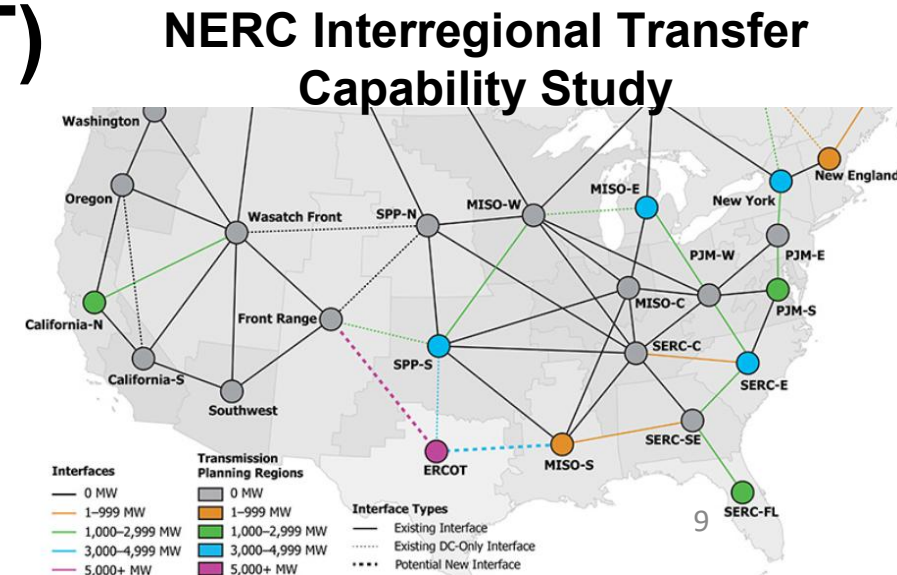 T)
NERC Interregional Transfer
Capability Study
Washington
Oregon
Wasatch Front
SPP-N
MISO-W
MISO-E
New York
New England
PJM-W
PJM-E
MISO-C
PJM-S
California-N
Front Range
California-S
SPP-S
SERC-C
SERC-E
Southwest
SERC-SE
ERCOT
MISO-S
SERC-FL
9
Interfaces
0 MW
1–999 MW
1,000–2,999 MW
3,000–4,999 MW
5,000+ MW
Transmission
Planning Regions
0 MW
1–999 MW
1,000–2,999 MW
3,000–4,999 MW
5,000+ MW
Interface Types
Existing Interface
Existing DC-Only Interface
Potential New Interface